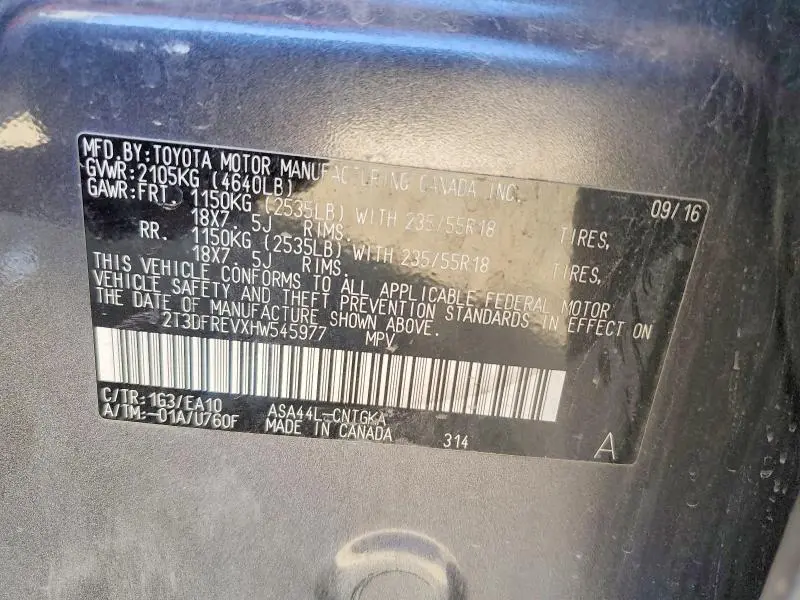 MFD.BY:TOYOTA MOTOR MANUFACTURING CANADA INC.
GVWR:2105KG (4640LB) 09/16
GAWR:FRT. 1150KG (2535LB) WITH 235/55R18 TIRES,
18X7. 5J RIMS.
RR. 1150KG (2535LB) WITH 235/55R18 TIRES,
18X7. 5J RIMS.
THIS VEHICLE CONFORMS TO ALL APPLICABLE FEDERAL MOTOR
VEHICLE SAFETY AND THEFT PREVENTION STANDARDS IN EFFECT ON
THE DATE OF MANUFACTURE SHOWN ABOVE.
2T3DFREVXHW545977 MPV
C/TR:1G3/EA10 ASA44L-CNTGKA
A/TM:-01A/U760F MADE IN CANADA 314 A